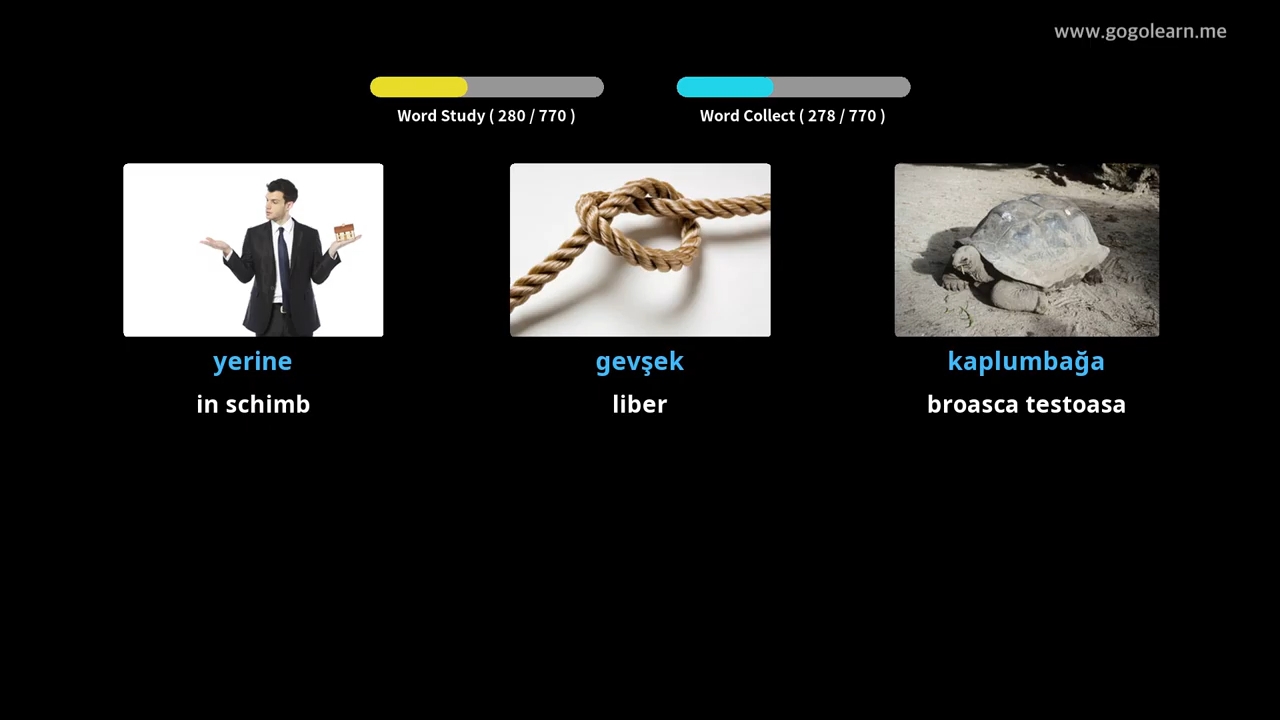 www.gogolearn.me
Word Study ( 280 / 770 )
Word Collect ( 278 / 770 )
yerine
in schimb
gevşek
liber
kaplumbağa
broasca testoasa